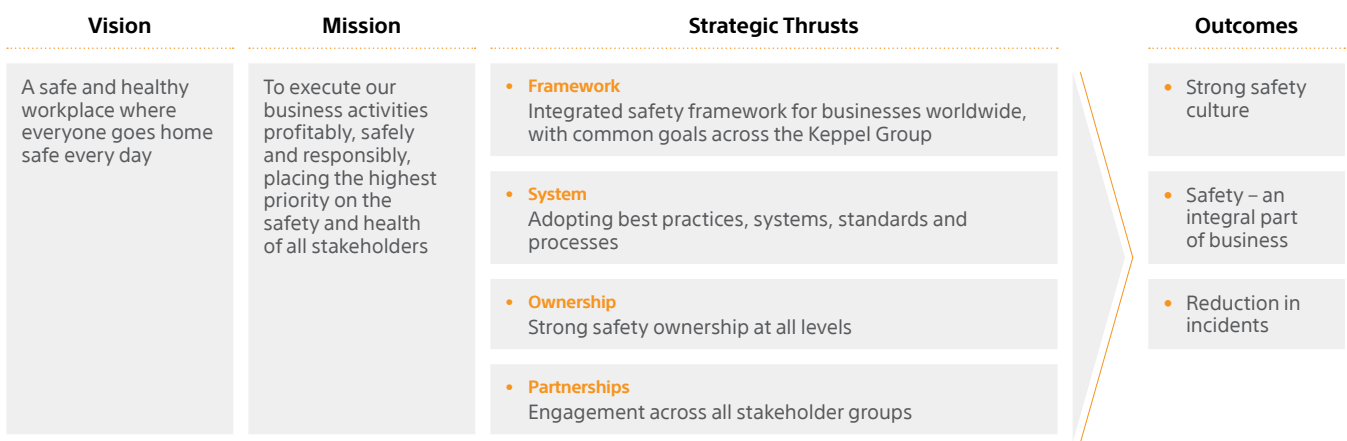 Vision
A safe and healthy
workplace where
everyone goes home
safe every day
Mission
To execute our
business activities
profitably, safely
and responsibly,
placing the highest
priority on the
safety and health
of all stakeholders
Strategic Thrusts
• Framework
Integrated safety framework for businesses worldwide,
with common goals across the Keppel Group
• System
Adopting best practices, systems, standards and
processes
• Ownership
Strong safety ownership at all levels
• Partnerships
Engagement across all stakeholder groups
Outcomes
• Strong safety
culture
• Safety – an
integral part
of business
• Reduction in
incidents